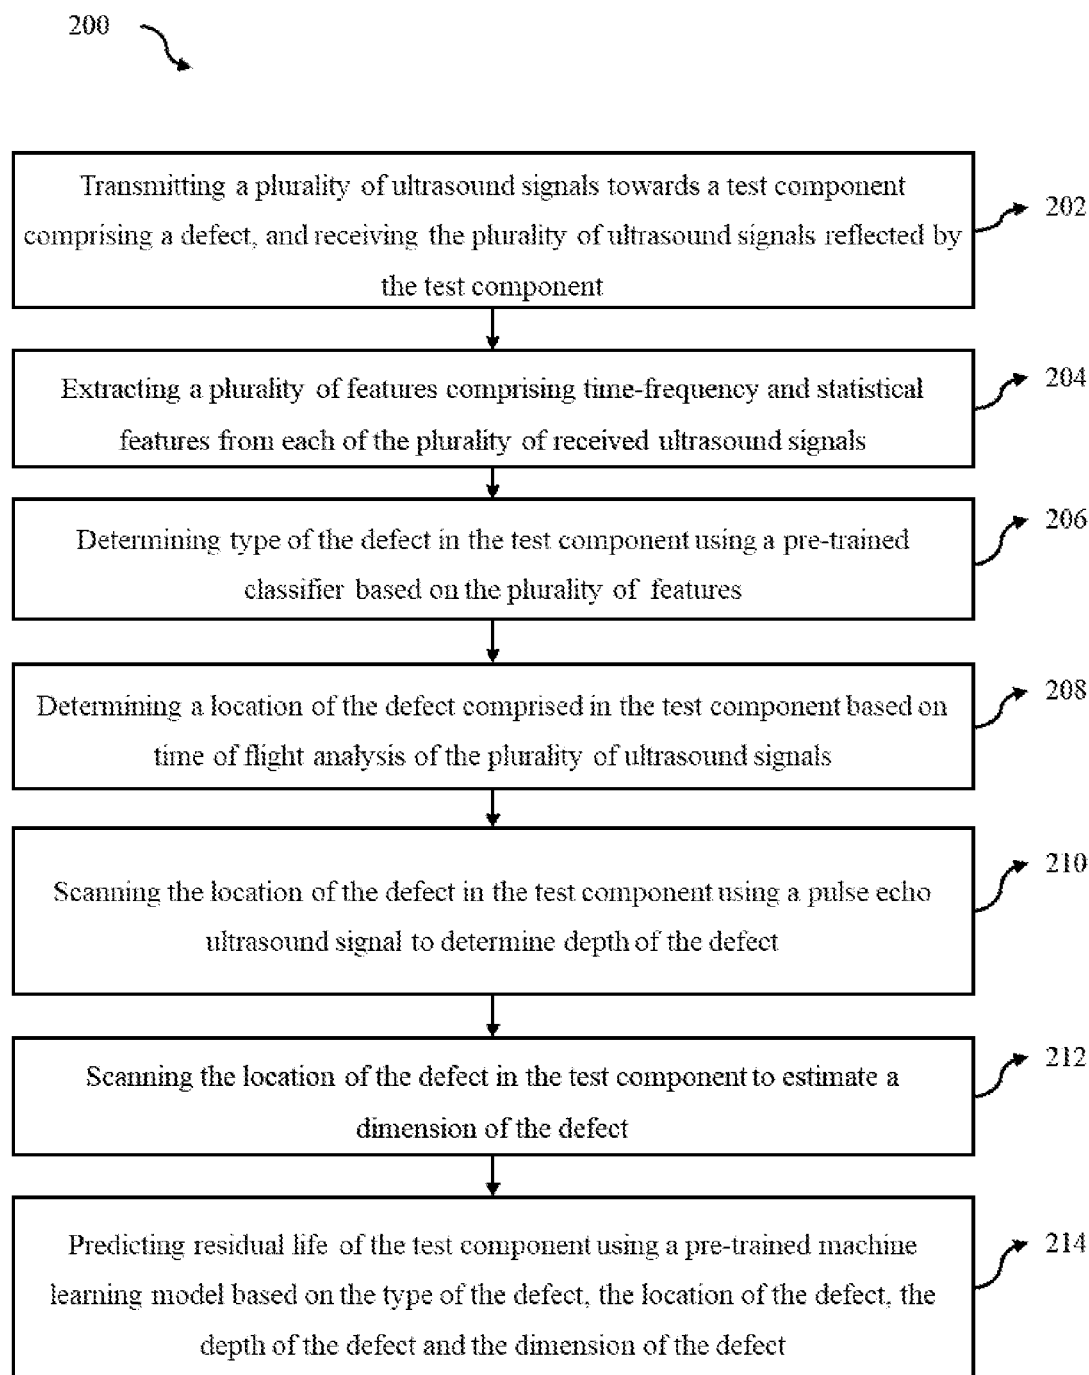 200
Transmitting a plurality of ultrasound signals towards a test component
comprising a defect, and receiving the plurality of ultrasound signals reflected by
the test component
202
Extracting a plurality of features comprising time-frequency and statistical
features from each of the plurality of received ultrasound signals
204
Determining type of the defect in the test component using a pre-trained
classifier based on the plurality of features
206
Determining a location of the defect comprised in the test component based on
time of flight analysis of the plurality of ultrasound signals
208
Scanning the location of the defect in the test component using a pulse echo
ultrasound signal to determine depth of the defect
210
Scanning the location of the defect in the test component to estimate a
dimension of the defect
212
Predicting residual life of the test component using a pre-trained machine
learning model based on the type of the defect, the location of the defect, the
depth of the defect and the dimension of the defect
214